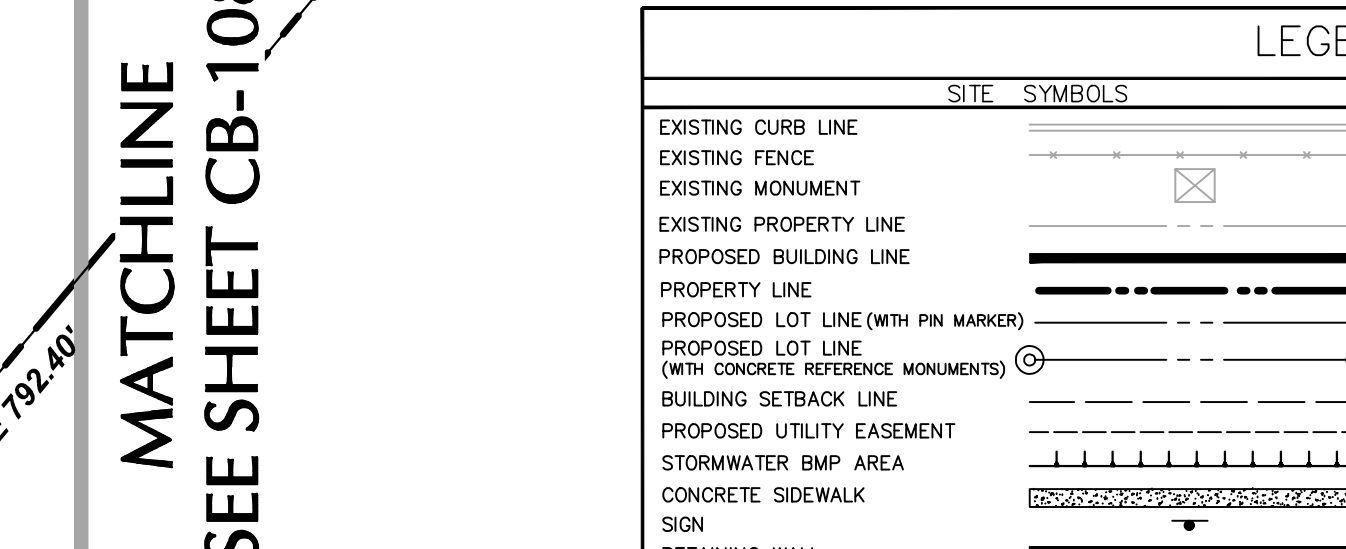 MATCHLINE
SEE SHEET CB-108
792.40'
SITE SYMBOLS
EXISTING CURB LINE
EXISTING FENCE
EXISTING MONUMENT
EXISTING PROPERTY LINE
PROPOSED BUILDING LINE
PROPERTY LINE
PROPOSED LOT LINE (WITH PIN MARKER)
PROPOSED LOT LINE
(WITH CONCRETE REFERENCE MONUMENTS)
BUILDING SETBACK LINE
PROPOSED UTILITY EASEMENT
STORMWATER BMP AREA
CONCRETE SIDEWALK
SIGN